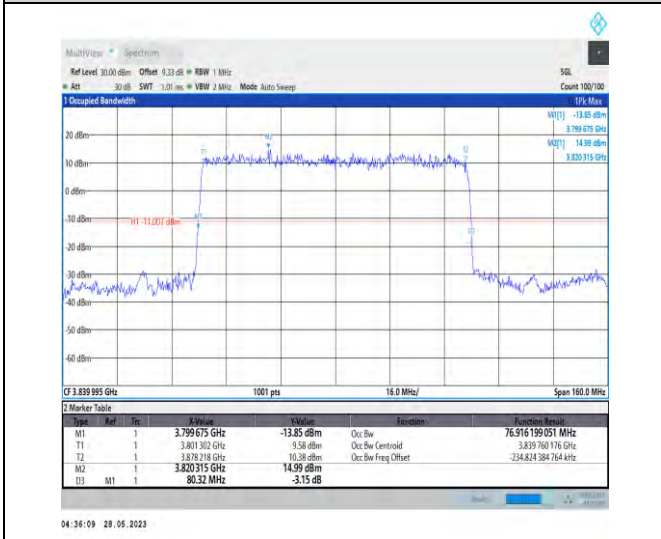 MultiView Spectrum
Ref Level 30.00 dBm Offset 9.33 dB RBW 1 MHz SGL
Att 30 dB SWT 1.01 ms VBW 2 MHz Mode Auto Sweep Count 100/100
1 Occupied Bandwidth 1Pk Max
M1[1] -13.85 dBm
3.799 675 GHz
M2[1] 14.99 dBm
3.820 315 GHz
20 dBm
M2
T1
10 dBm
0 dBm
-10 dBm
H1 -11.007 dBm
M1
-20 dBm
D3
-30 dBm
-40 dBm
-50 dBm
-60 dBm
CF 3.839 995 GHz 1001 pts 16.0 MHz/ Span 160.0 MHz
2 Marker Table
Type Ref Trc X-Value Y-Value Function Function Result
M1 1 3.799 675 GHz -13.85 dBm Occ Bw 76.916 199 051 MHz
T1 1 3.801 302 GHz 9.58 dBm Occ Bw Centroid 3.839 760 176 GHz
T2 1 3.878 218 GHz 10.38 dBm Occ Bw Freq Offset -234.824 384 764 kHz
M2 1 3.820 315 GHz 14.99 dBm
D3 M1 1 80.32 MHz -3.15 dB
04:36:09 28.05.2023